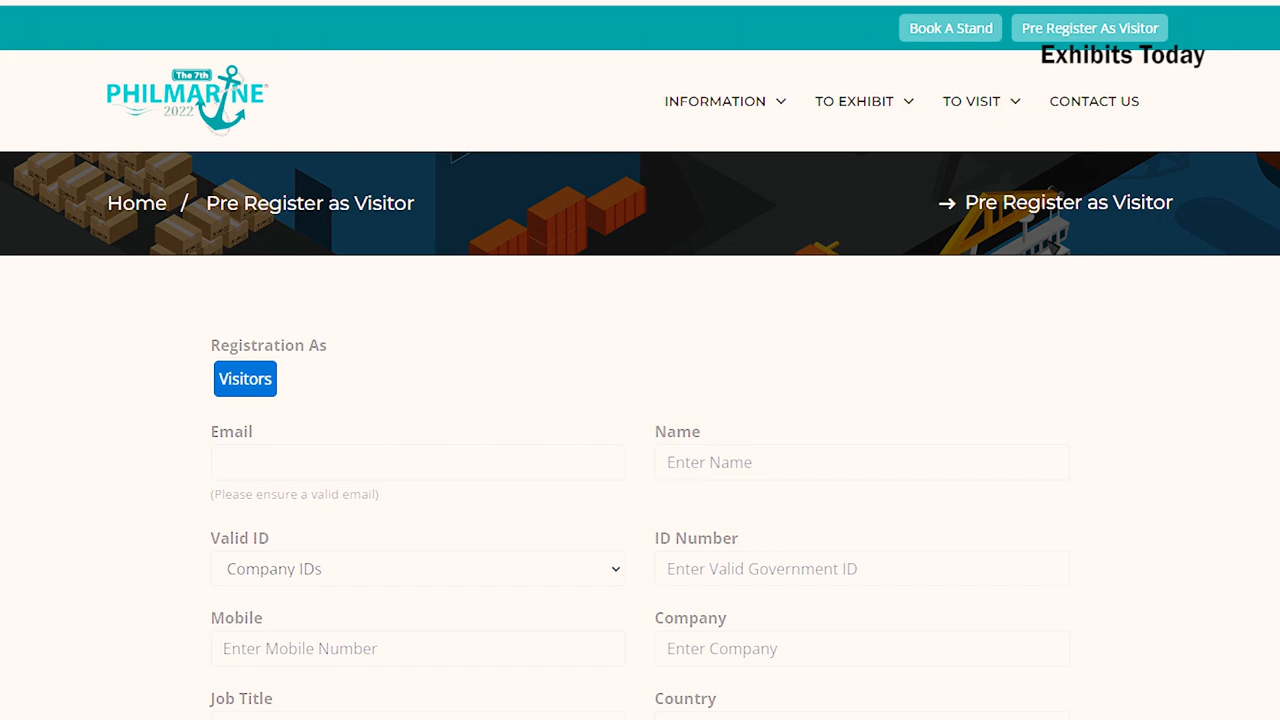 Book A Stand
Pre Register As Visitor
Exhibits Today
The 7th
PHILMARINE
2022
INFORMATION
TO EXHIBIT
TO VISIT
CONTACT US
Home / Pre Register as Visitor
→ Pre Register as Visitor
Registration As
Visitors
Email
Name
Enter Name
(Please ensure a valid email)
Valid ID
ID Number
Company IDs
Enter Valid Government ID
Mobile
Company
Enter Mobile Number
Enter Company
Job Title
Country